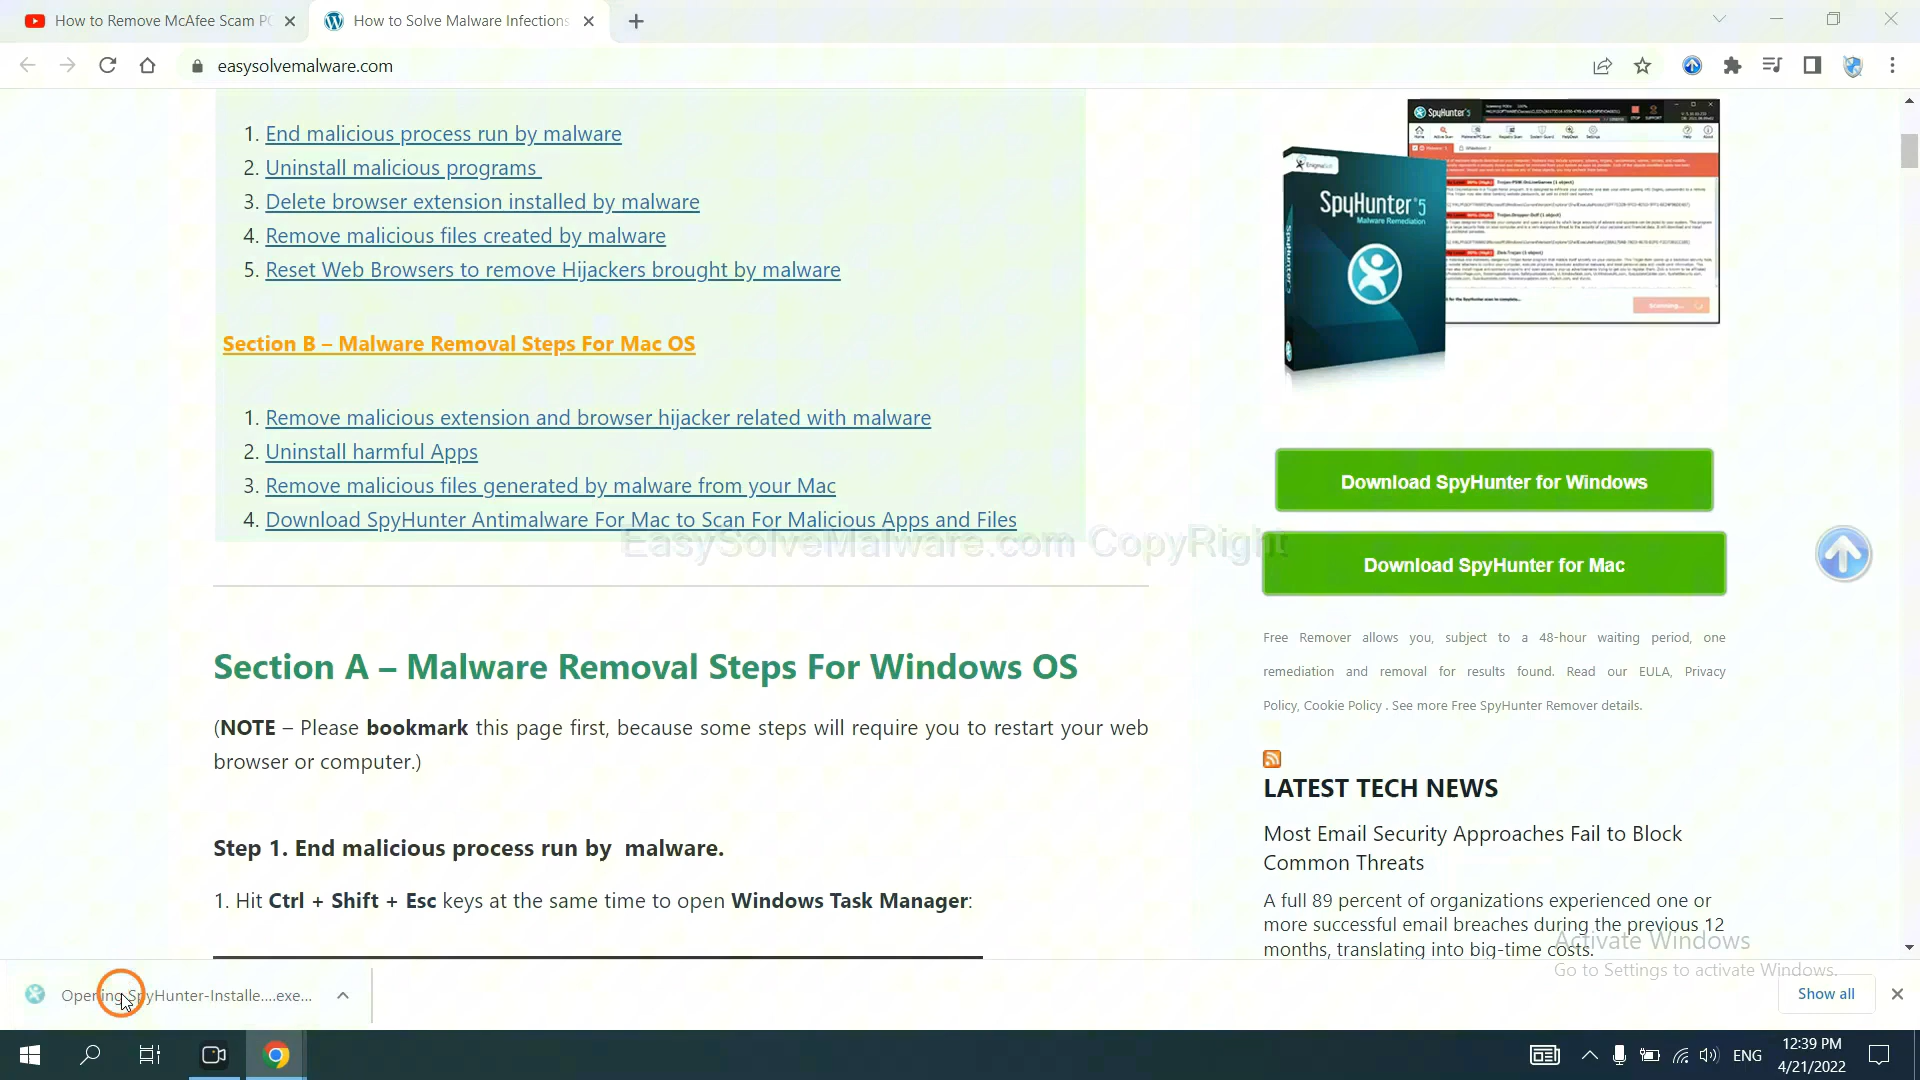 How to Remove McAfee Scam P
How to Solve Malware Infections
easysolvemalware.com
1. End malicious process run by malware
2. Uninstall malicious programs
3. Delete browser extension installed by malware
4. Remove malicious files created by malware
5. Reset Web Browsers to remove Hijackers brought by malware
Section B – Malware Removal Steps For Mac OS
1. Remove malicious extension and browser hijacker related with malware
2. Uninstall harmful Apps
3. Remove malicious files generated by malware from your Mac
4. Download SpyHunter Antimalware For Mac to Scan For Malicious Apps and Files
EasySolveMalware.com CopyRight
Section A – Malware Removal Steps For Windows OS
(NOTE – Please bookmark this page first, because some steps will require you to restart your web
browser or computer.)
Step 1. End malicious process run by malware.
1. Hit Ctrl + Shift + Esc keys at the same time to open Windows Task Manager:
SpyHunter 5
EnigmaSoft
SpyHunter 5
Malware Remediation
Download SpyHunter for Windows
Download SpyHunter for Mac
Free Remover allows you, subject to a 48-hour waiting period, one
remediation and removal for results found. Read our EULA, Privacy
Policy, Cookie Policy . See more Free SpyHunter Remover details.
LATEST TECH NEWS
Most Email Security Approaches Fail to Block
Common Threats
A full 89 percent of organizations experienced one or
more successful email breaches during the previous 12
months, translating into big-time costs.
Activate Windows
Go to Settings to activate Windows.
Opening SpyHunter-Installe....exe...
Show all
ENG
12:39 PM
4/21/2022